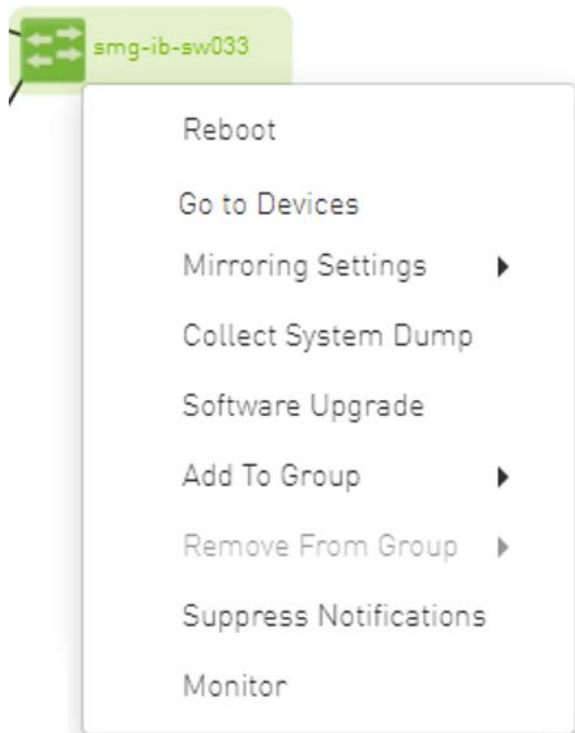 smg-ib-sw033
Reboot
Go to Devices
Mirroring Settings
Collect System Dump
Software Upgrade
Add To Group
Remove From Group
Suppress Notifications
Monitor